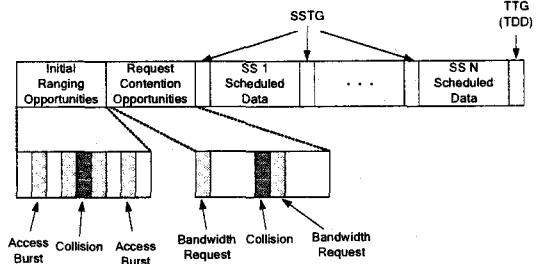 SSTG
TTG
(TDD)
Initial
Ranging
Opportunities
Request
Contention
Opportunities
SS 1
Scheduled
Data
. . .
SS N
Scheduled
Data
Access
Burst
Collision
Access
Burst
Bandwidth
Request
Collision
Bandwidth
Request